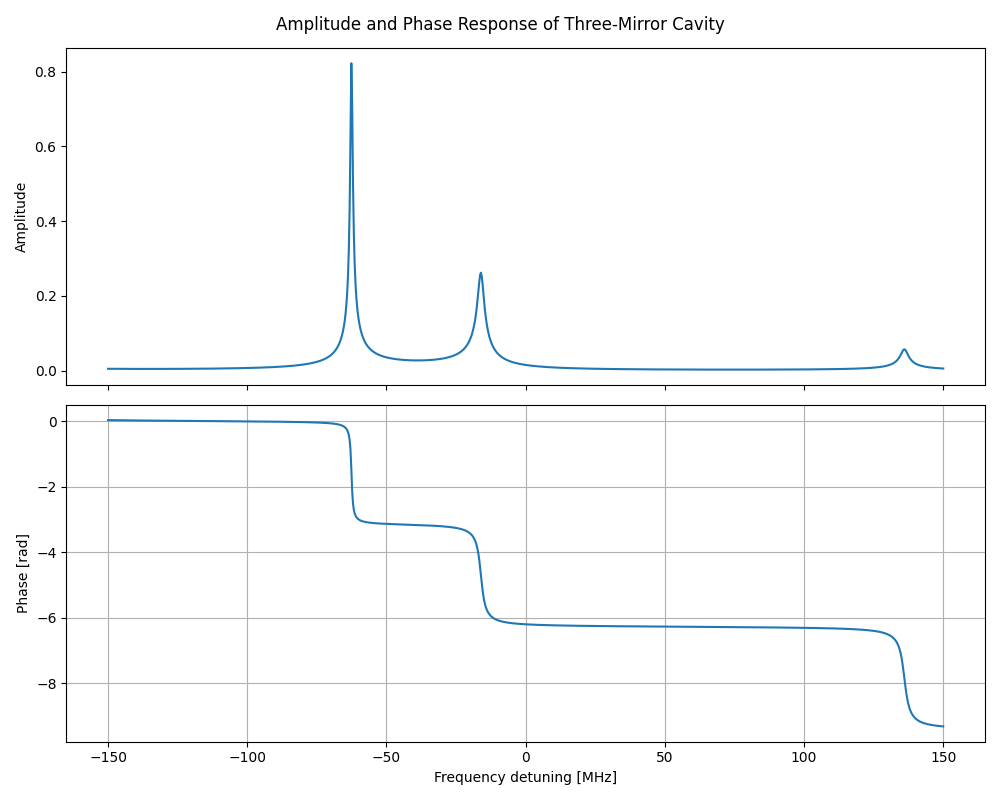 Amplitude and Phase Response of Three-Mirror Cavity
0.8
0.6
0.4
0.2
0.0
Amplitude
0
−2
−4
−6
−8
Phase [rad]
−150 −100 −50 0 50 100 150
Frequency detuning [MHz]